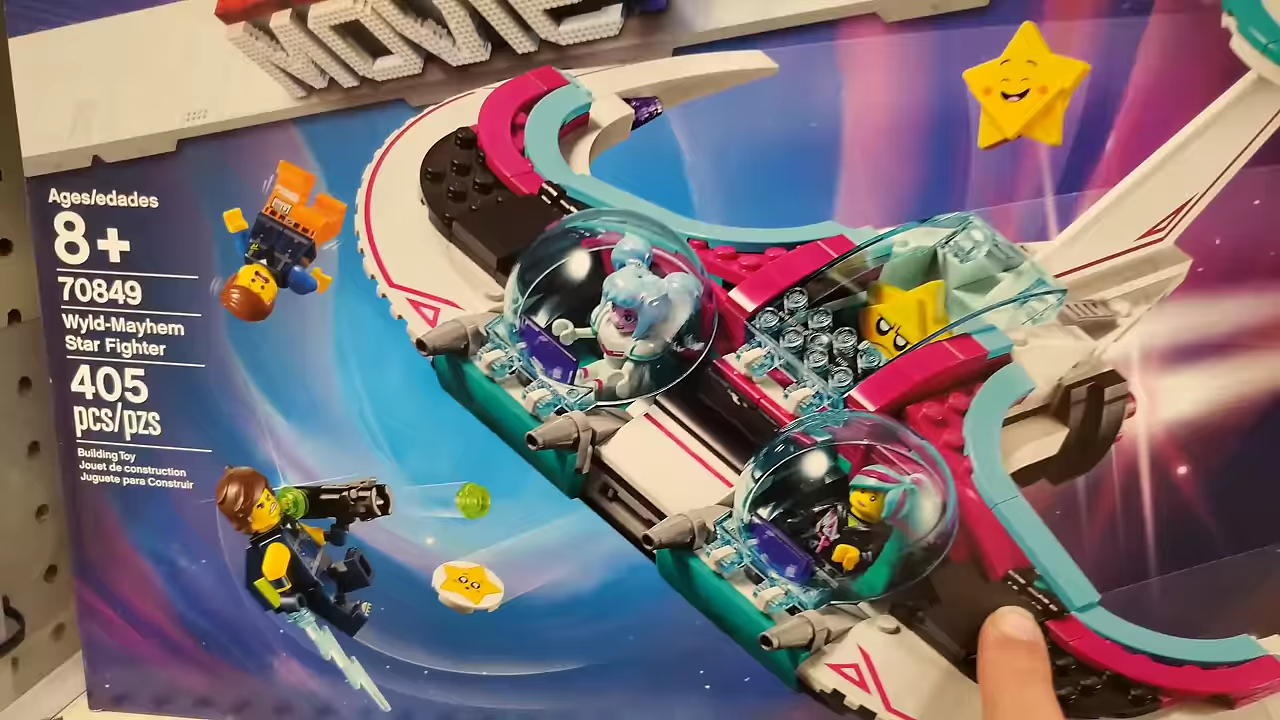 MOVIE
Ages/edades
8+
70849
Wyld-Mayhem
Star Fighter
405
pcs/pzs
Building Toy
Jouet de construction
Juguete para Construir